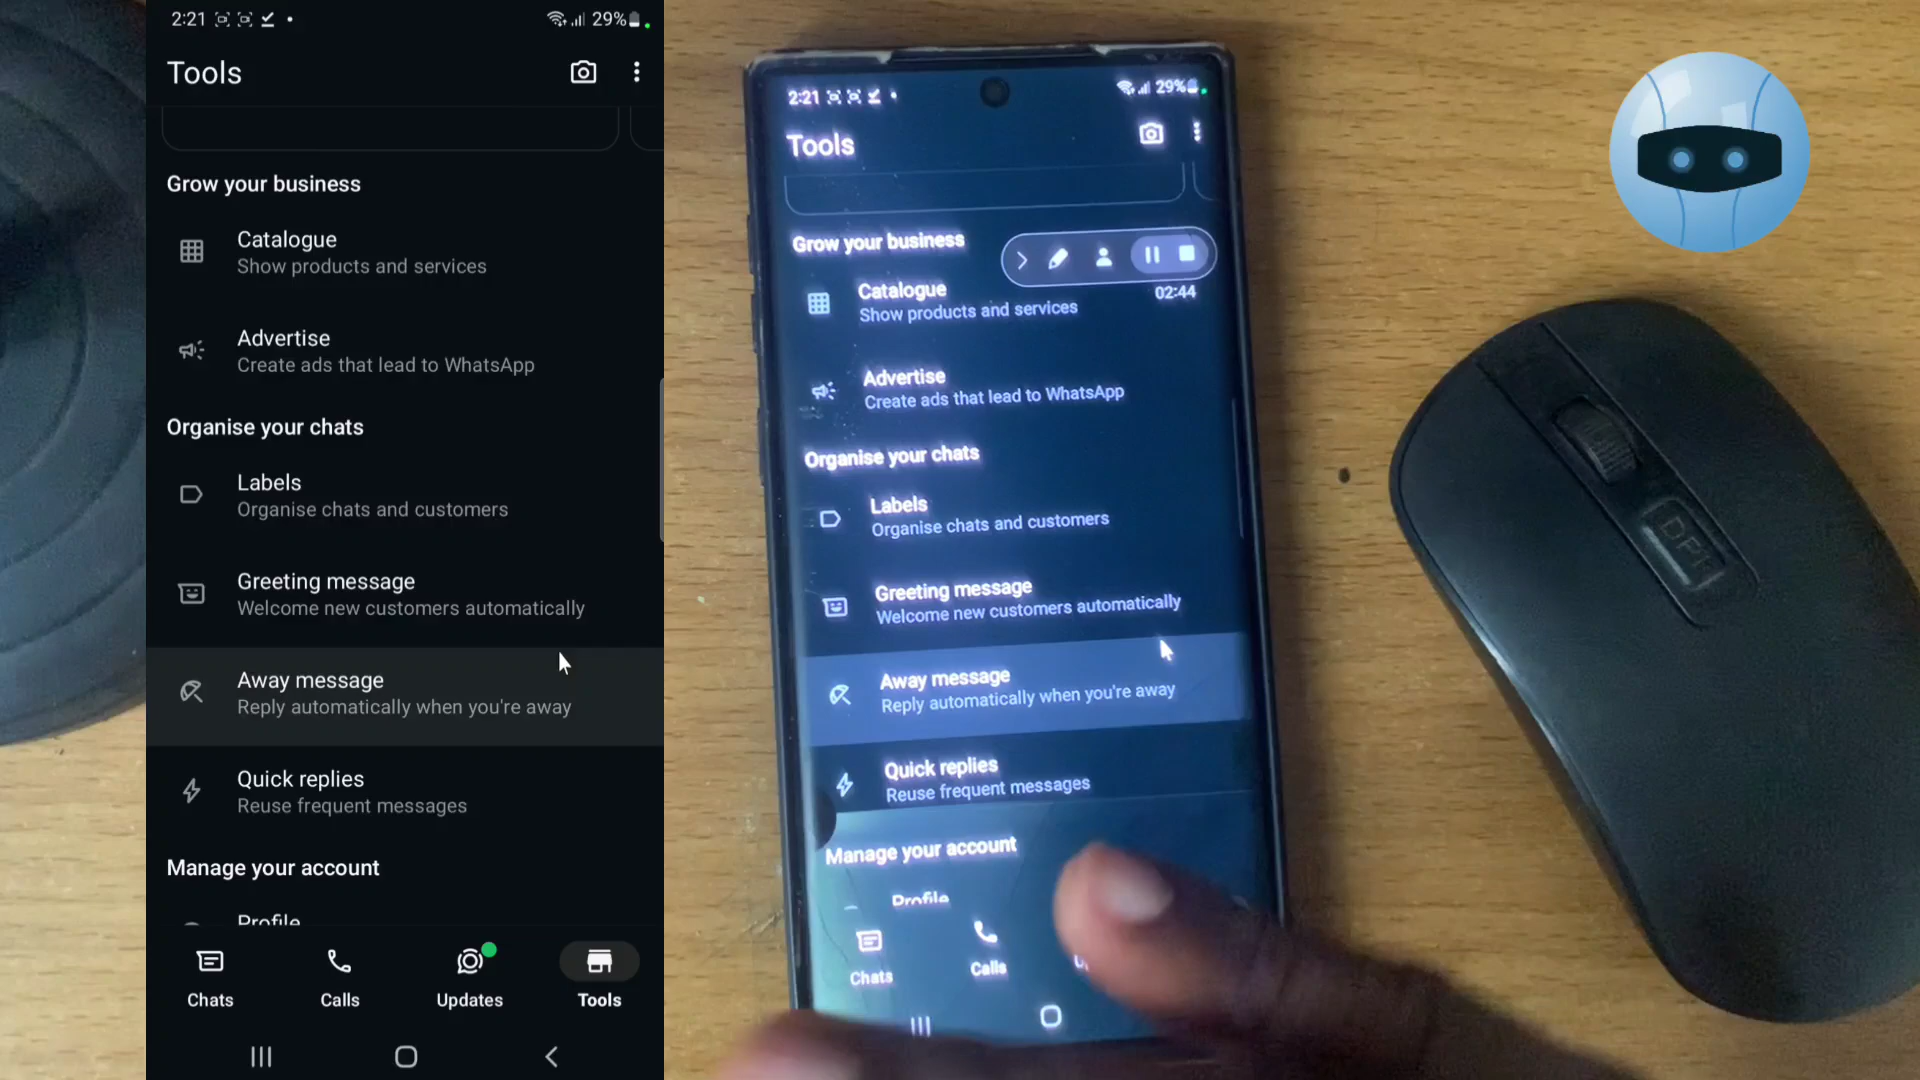 2:21
29%
Tools
Grow your business
Catalogue
Show products and services
Advertise
Create ads that lead to WhatsApp
Organise your chats
Labels
Organise chats and customers
Greeting message
Welcome new customers automatically
Away message
Reply automatically when you're away
Quick replies
Reuse frequent messages
Manage your account
Profile
Chats
Calls
Updates
Tools
2:21
29%
Tools
Grow your business
02:44
Catalogue
Show products and services
Advertise
Create ads that lead to WhatsApp
Organise your chats
Labels
Organise chats and customers
Greeting message
Welcome new customers automatically
Away message
Reply automatically when you're away
Quick replies
Reuse frequent messages
Manage your account
Profile
Chats
Calls
DPI